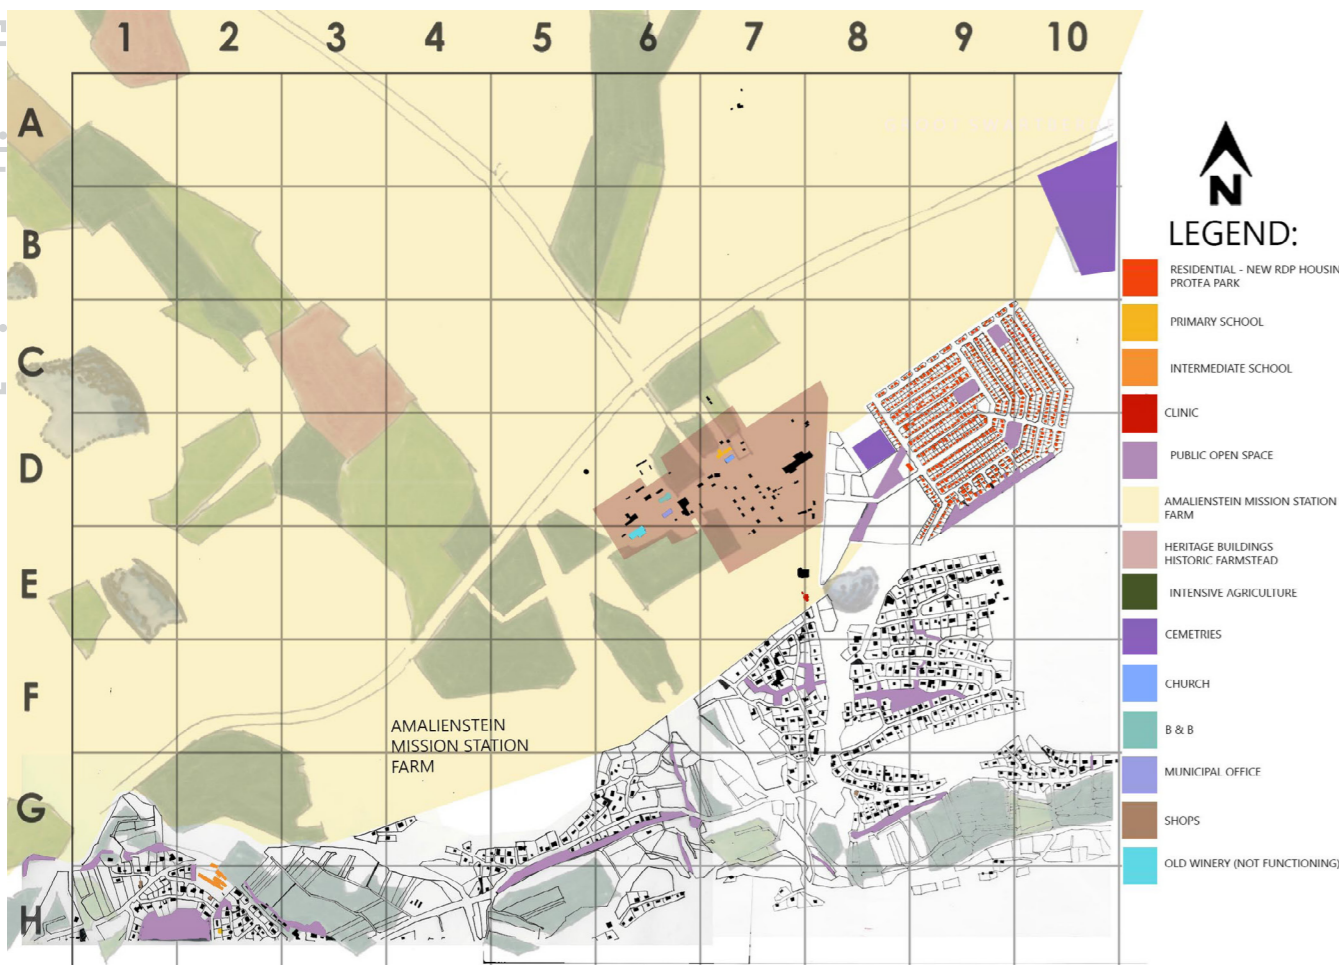 1 2 3 4 5 6 7 8 9 10
A
B
C
D
E
F
G
H
AMALIENSTEIN
MISSION STATION
FARM
N
LEGEND:
RESIDENTIAL - NEW RDP HOUSIN
PROTEA PARK
PRIMARY SCHOOL
INTERMEDIATE SCHOOL
CLINIC
PUBLIC OPEN SPACE
AMALIENSTEIN MISSION STATION
FARM
HERITAGE BUILDINGS
HISTORIC FARMSTEAD
INTENSIVE AGRICULTURE
CEMETRIES
CHURCH
B & B
MUNICIPAL OFFICE
SHOPS
OLD WINERY (NOT FUNCTIONING)